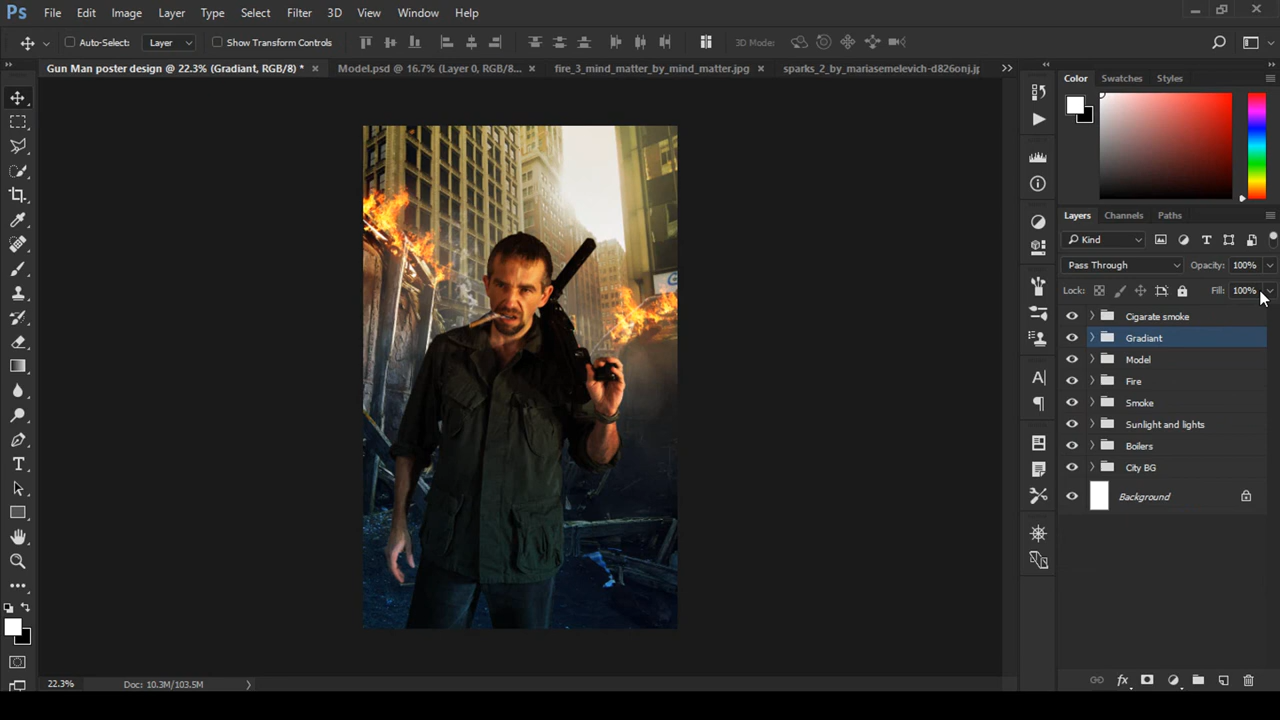 Ps File Edit Image Layer Type Select Filter 3D View Window Help
Auto-Select: Layer Show Transform Controls 3D Mode:
Gun Man poster design @ 22.3% (Gradient, RGB/8) * × Model.psd @ 16.7% (Layer 0, RGB/8... × fire_3_mind_matter_by_mind_matter.jpg × sparks_2_by_mariasemelevich-d826onj.jp
Color Swatches Styles
Layers Channels Paths
Kind
Pass Through Opacity: 100%
Lock: Fill: 100%
Cigarate smoke
Gradiant
Model
Fire
Smoke
Sunlight and lights
Boilers
City BG
Background
22.3% Doc: 10.3M/103.5M